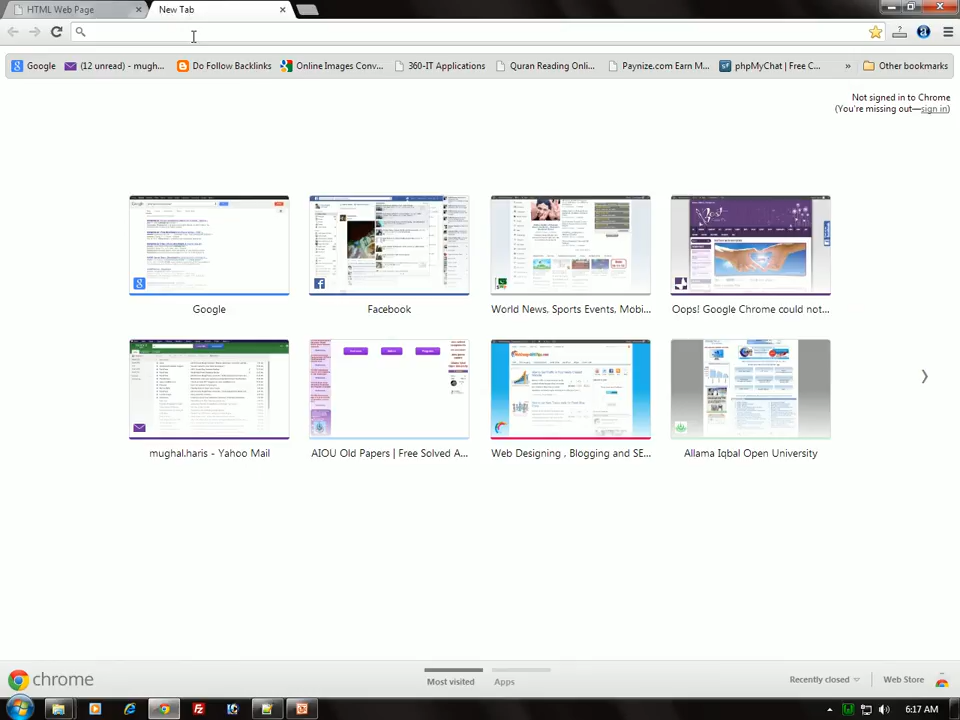 HTML Web Page
New Tab
Google
(12 unread) - mugh...
Do Follow Backlinks
Online Images Conv...
360-IT Applications
Quran Reading Onli...
Paynize.com Earn M...
phpMyChat | Free C...
»
Other bookmarks
Not signed in to Chrome
(You're missing out—sign in)
Google
Facebook
World News, Sports Events, Mobi...
Oops! Google Chrome could not...
mughal.haris - Yahoo Mail
AIOU Old Papers | Free Solved A...
Web Designing , Blogging and SE...
Allama Iqbal Open University
chrome
Most visited
Apps
Recently closed
Web Store
6:17 AM